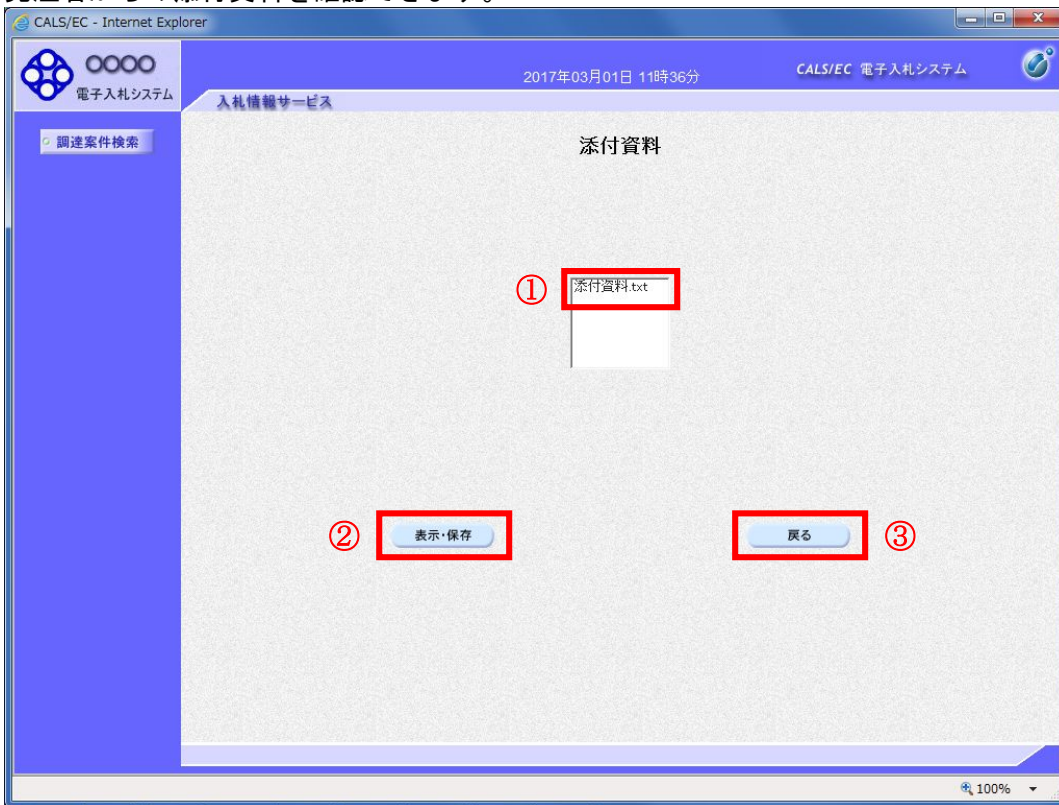 CALS/EC - Internet Explorer
OOOO
電子入札システム
2017年03月01日 11時36分
CALS/EC 電子入札システム
入札情報サービス
調達案件検索
添付資料
① 添付資料.txt
② 表示・保存
戻る ③
100%